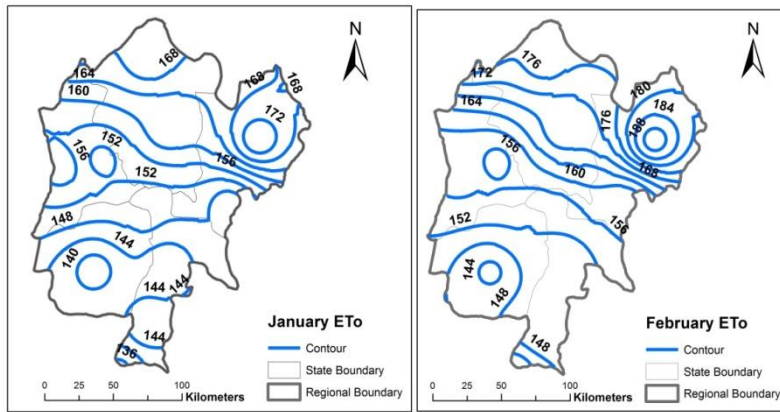 N
168
164
160
168
168
172
156
152
156
152
148
144
140
144
144
144
136
January ETo
Contour
State Boundary
Regional Boundary
0 25 50 100
Kilometers
N
176
172
164
180
184
176
188
168
156
160
156
152
144
148
148
February ETo
Contour
State Boundary
Regional Boundary
0 25 50 100
Kilometers